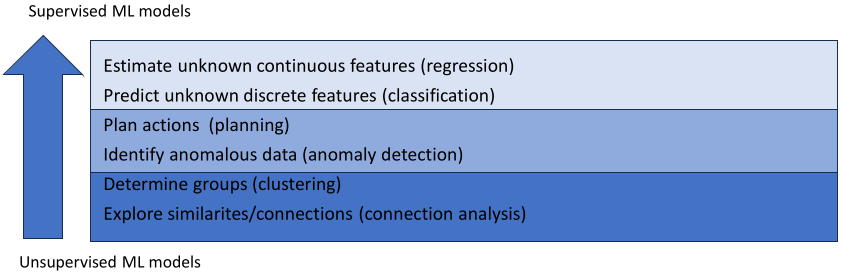 Supervised ML models
Estimate unknown continuous features (regression)
Predict unknown discrete features (classification)
Plan actions  (planning)
Identify anomalous data (anomaly detection)
Determine groups (clustering)
Explore similarites/connections (connection analysis)
Unsupervised ML models